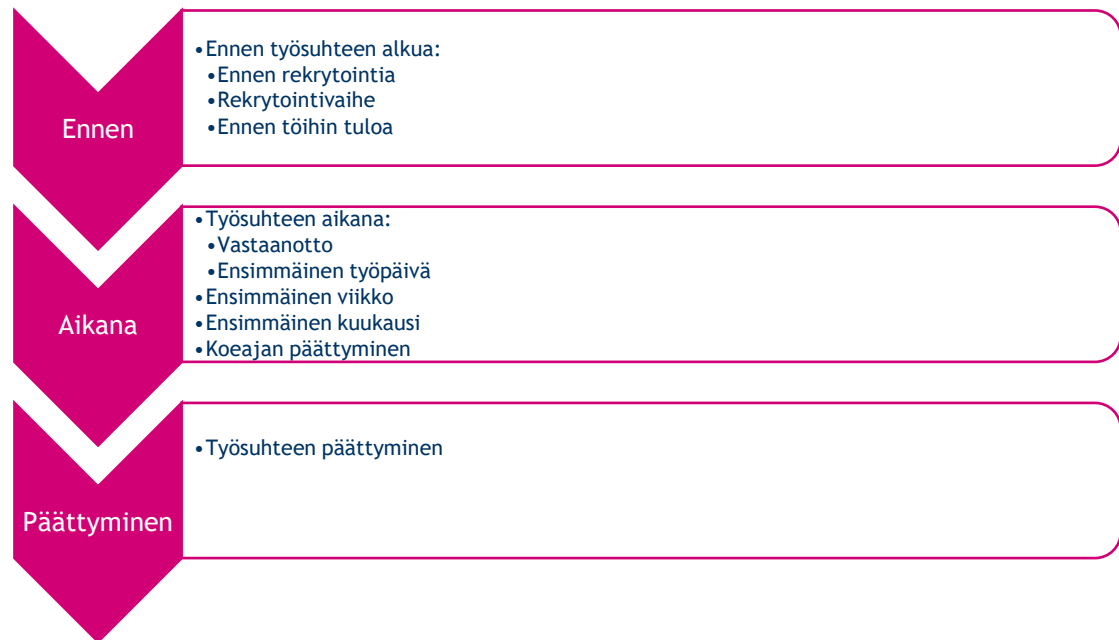 Ennen
•Ennen työsuhteen alkua:
•Ennen rekrytointia
•Rekrytointivaihe
•Ennen töihin tuloa
Aikana
•Työsuhteen aikana:
•Vastaanotto
•Ensimmäinen työpäivä
•Ensimmäinen viikko
•Ensimmäinen kuukausi
•Koeajan päättyminen
Päättyminen
•Työsuhteen päättyminen